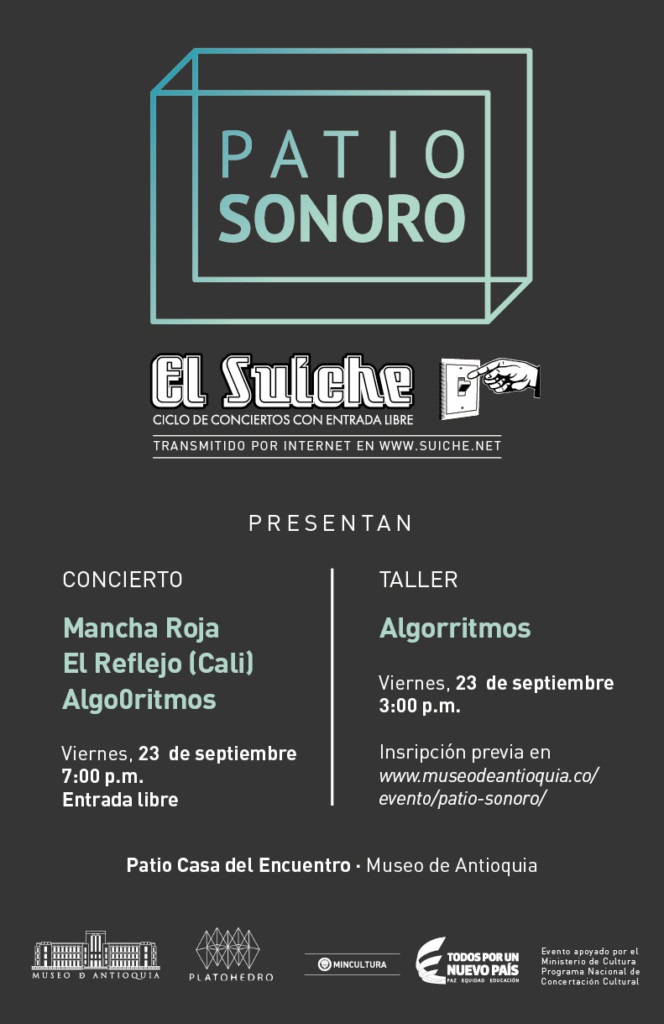 PATIO
SONORO
El Suiche
CICLO DE CONCIERTOS CON ENTRADA LIBRE
TRANSMITIDO POR INTERNET EN WWW.SUICHE.NET
PRESENTAN
CONCIERTO
Mancha Roja
El Reflejo (Cali)
Algo0ritmos
Viernes, 23 de septiembre
7:00 p.m.
Entrada libre
TALLER
Algorritmos
Viernes, 23 de septiembre
3:00 p.m.
Insripción previa en
www.museodeantioquia.co/
evento/patio-sonoro/
Patio Casa del Encuentro · Museo de Antioquia
MUSEO D ANTIOQUIA
PLATOHEDRO
MINCULTURA
TODOS POR UN
NUEVO PAÍS
PAZ EQUIDAD EDUCACIÓN
Evento apoyado por el
Ministerio de Cultura
Programa Nacional de
Concertación Cultural